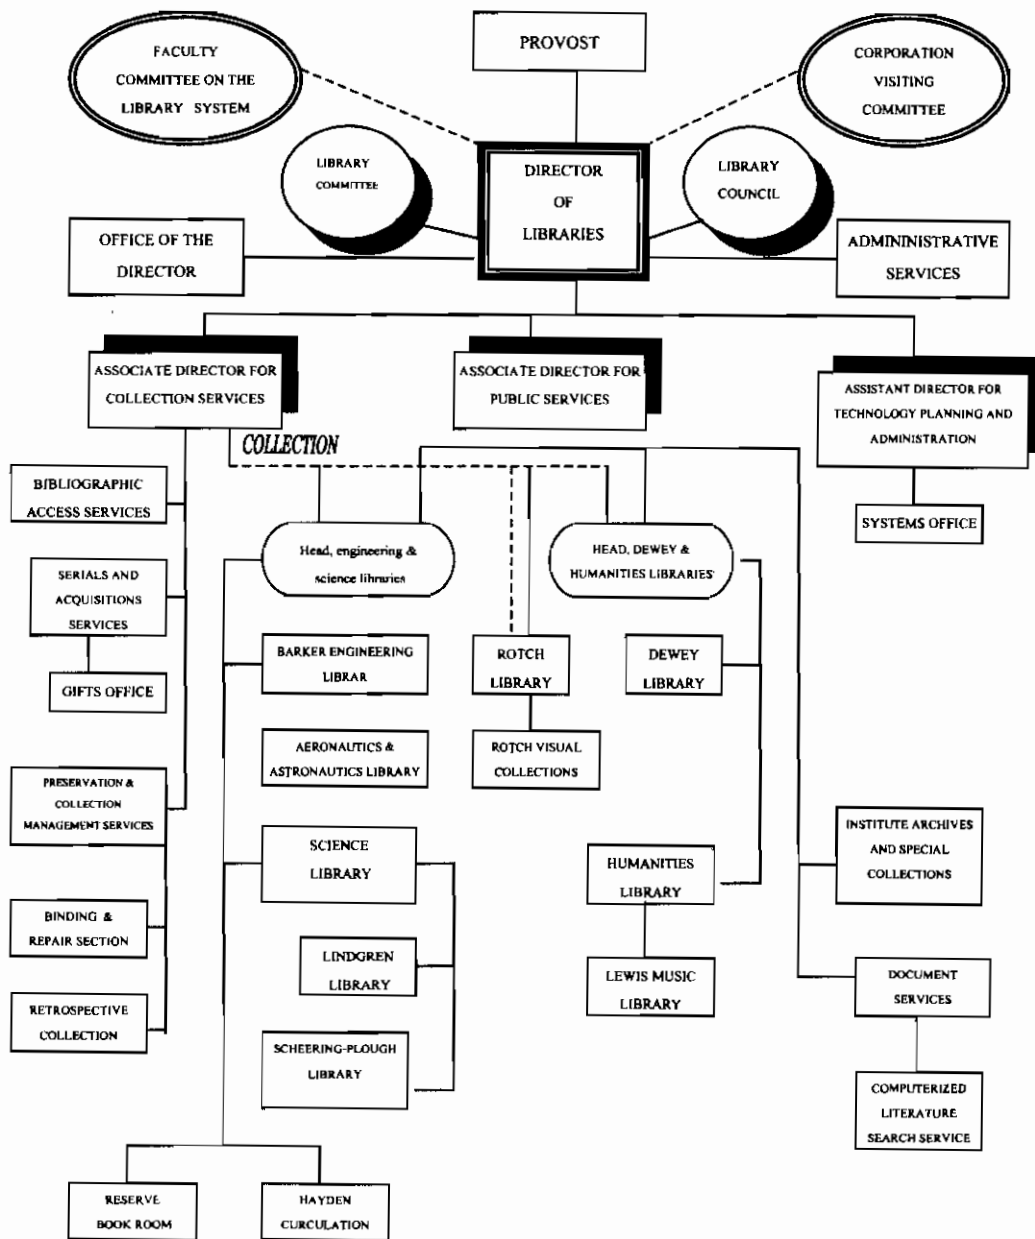 PROVOST
FACULTY
COMMITTEE ON THE
LIBRARY SYSTEM
CORPORATION
VISITING
COMMITTEE
LIBRARY
COMMITTEE
DIRECTOR
OF
LIBRARIES
LIBRARY
COUNCIL
OFFICE OF THE
DIRECTOR
ADMININISTRATIVE
SERVICES
ASSOCIATE DIRECTOR FOR
COLLECTION SERVICES
ASSOCIATE DIRECTOR FOR
PUBLIC SERVICES
ASSISTANT DIRECTOR FOR
TECHNOLOGY PLANNING AND
ADMINISTRATION
COLLECTION
BIBLIOGRAPHIC
ACCESS SERVICES
SYSTEMS OFFICE
Head, engineering &
science libraries
HEAD, DEWEY &
HUMANITIES LIBRARIES
SERIALS AND
ACQUISITIONS
SERVICES
GIFTS OFFICE
BARKER ENGINEERING
LIBRAR
ROTCH
LIBRARY
DEWEY
LIBRARY
AERONAUTICS &
ASTRONAUTICS LIBRARY
ROTCH VISUAL
COLLECTIONS
PRESERVATION &
COLLECTION
MANAGEMENT SERVICES
SCIENCE
LIBRARY
HUMANITIES
LIBRARY
INSTITUTE ARCHIVES
AND SPECIAL
COLLECTIONS
BINDING &
REPAIR SECTION
LINDGREN
LIBRARY
LEWIS MUSIC
LIBRARY
DOCUMENT
SERVICES
RETROSPECTIVE
COLLECTION
SCHEERING-PLOUGH
LIBRARY
COMPUTERIZED
LITERATURE
SEARCH SERVICE
RESERVE
BOOK ROOM
HAYDEN
CURCULATION